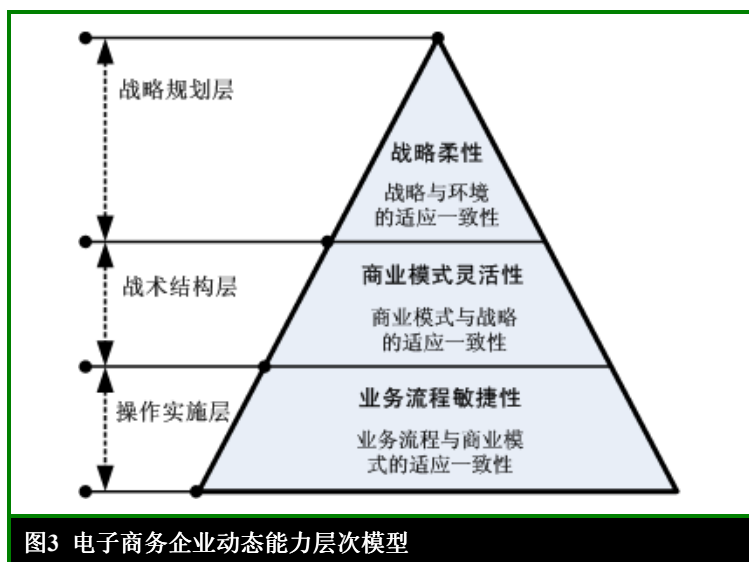 战略规划层
战略柔性
战略与环境
的适应一致性
战术结构层
商业模式灵活性
商业模式与战略
的适应一致性
操作实施层
业务流程敏捷性
业务流程与商业模
式的适应一致性
图3 电子商务企业动态能力层次模型